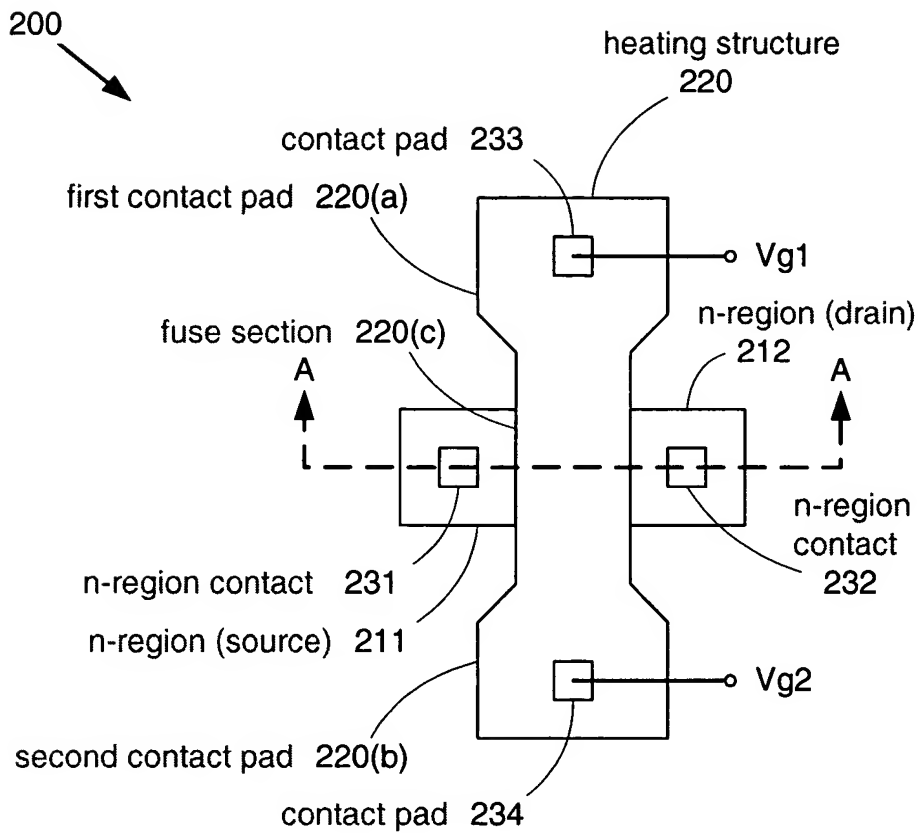 200
heating structure
220
contact pad 233
first contact pad 220(a)
Vg1
n-region (drain)
212
fuse section 220(c)
A
A
n-region
contact
232
n-region contact 231
n-region (source) 211
Vg2
second contact pad 220(b)
contact pad 234